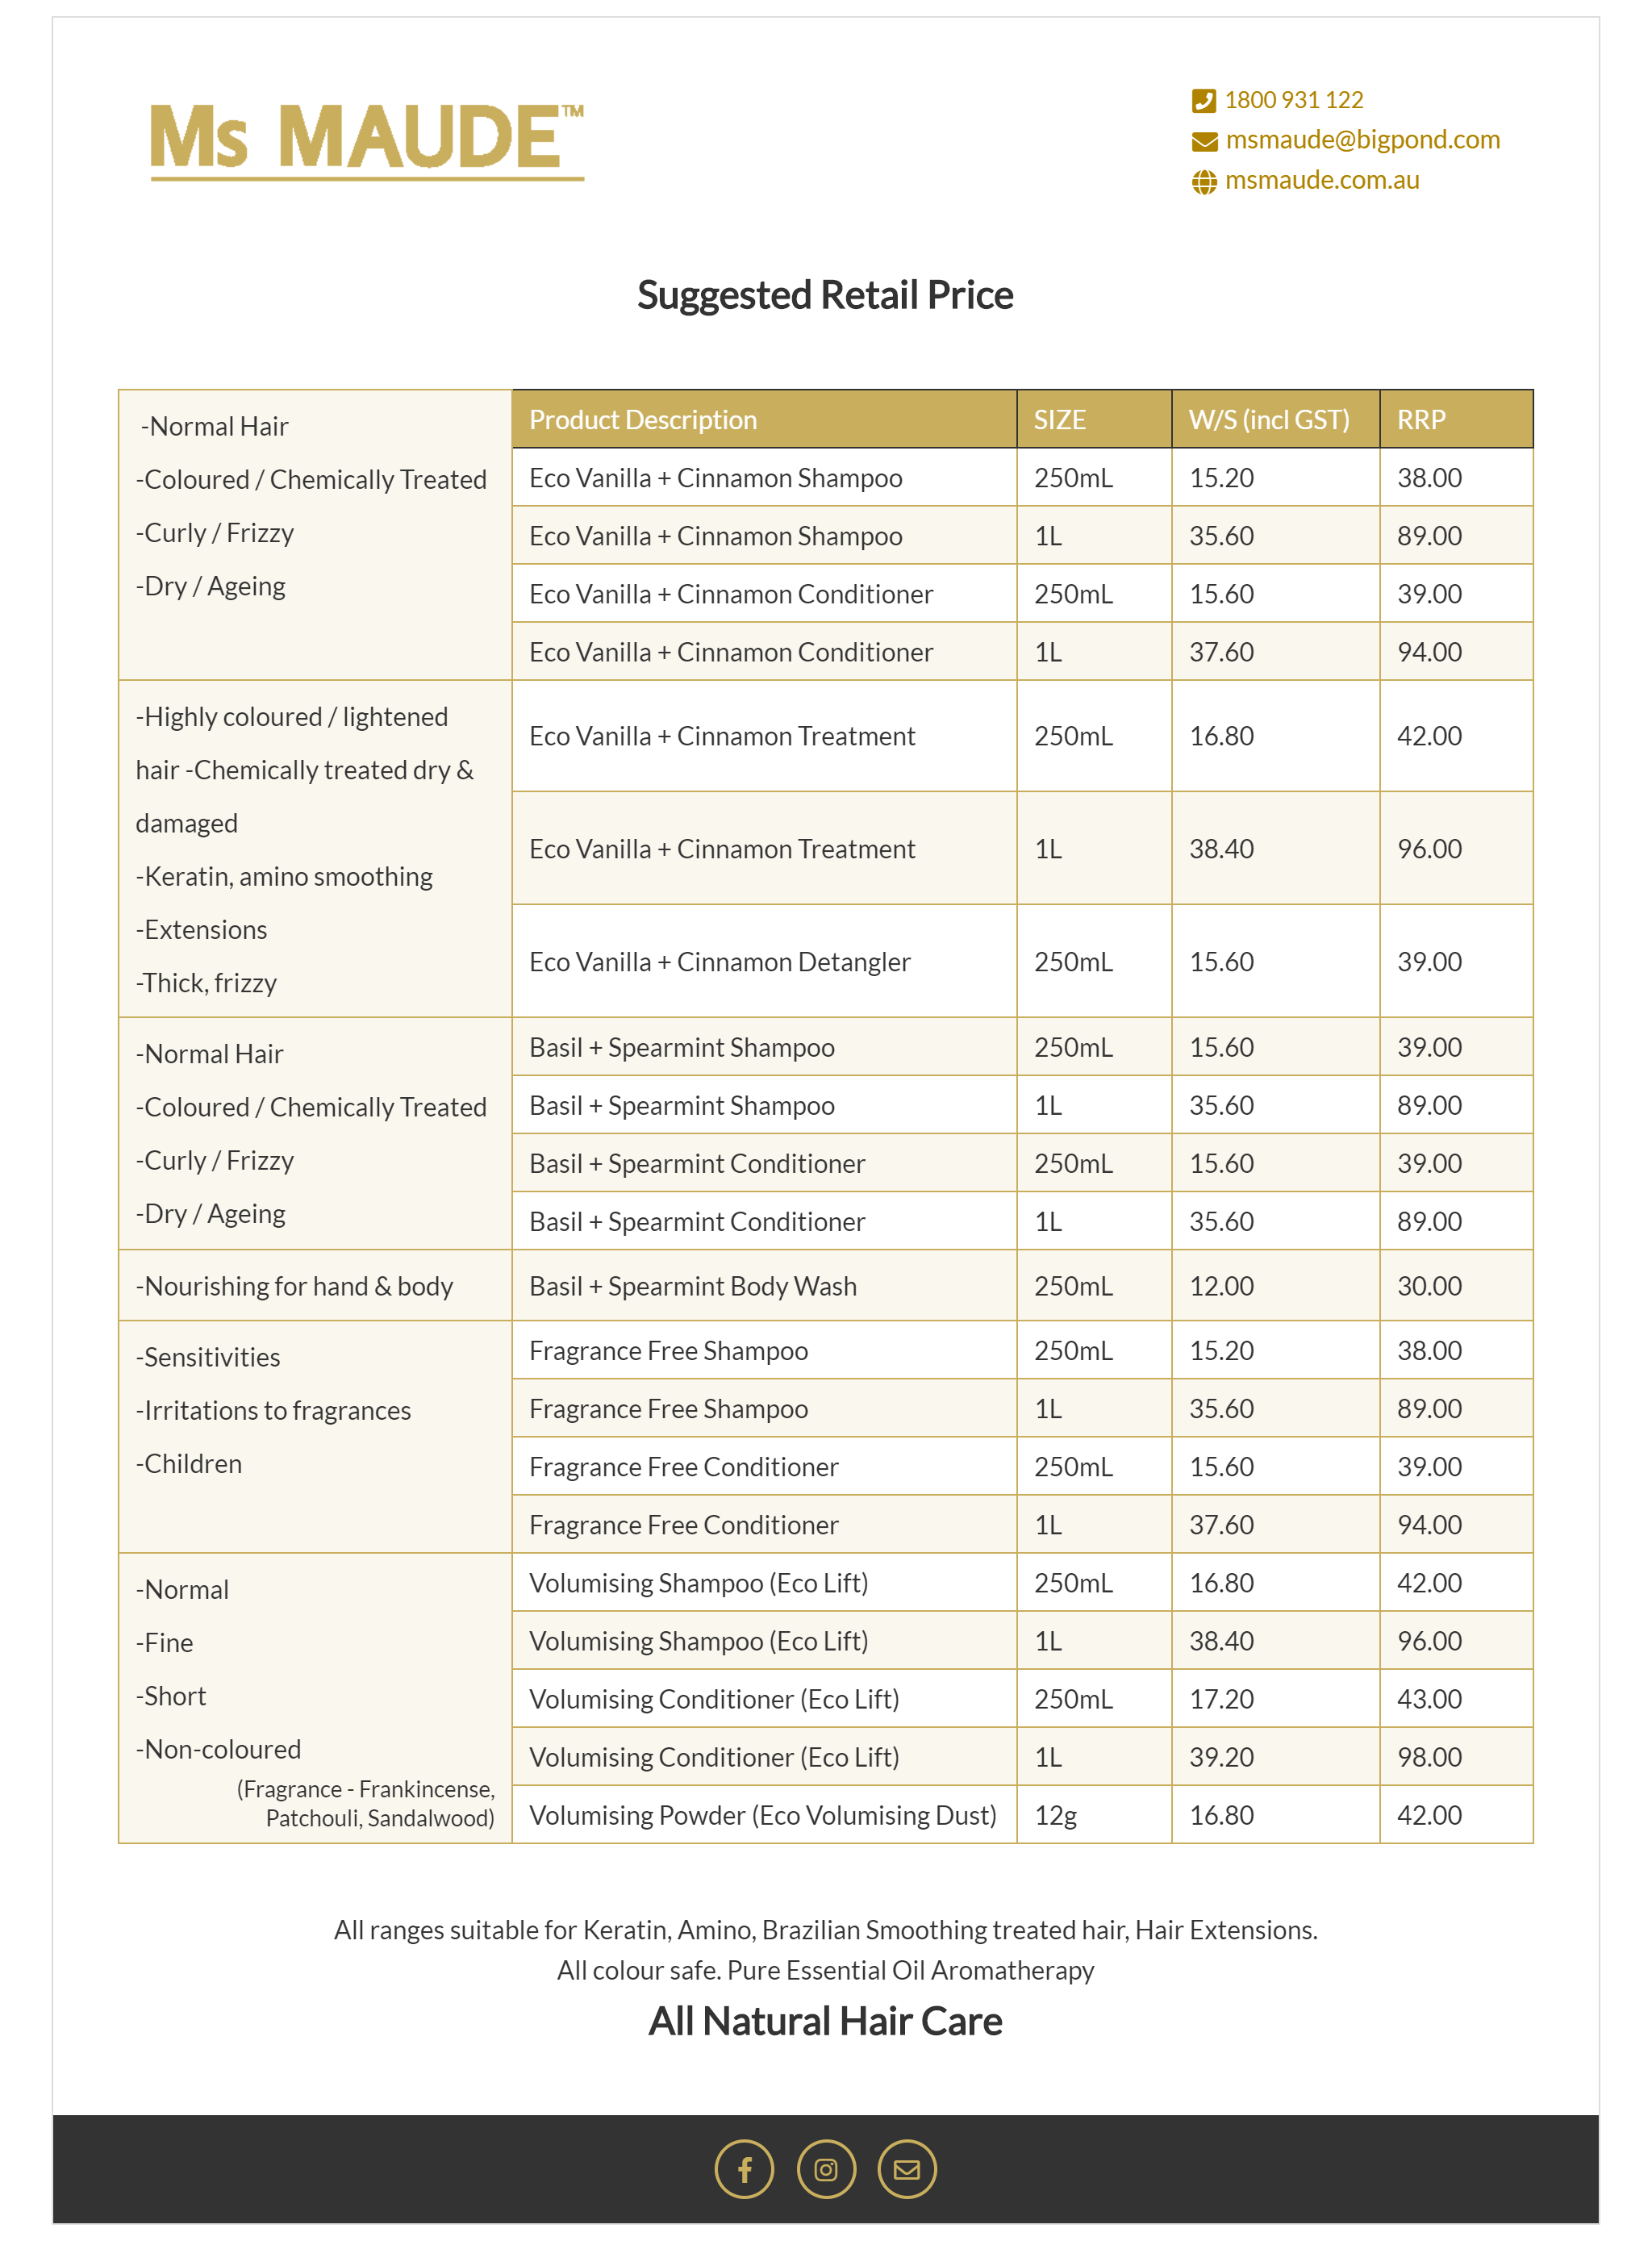 Ms MAUDE™
1800 931 122
msmaude@bigpond.com
msmaude.com.au
Suggested Retail Price
Product Description SIZE W/S (incl GST) RRP
-Normal Hair
-Coloured / Chemically Treated
-Curly / Frizzy
-Dry / Ageing
Eco Vanilla + Cinnamon Shampoo 250mL 15.20 38.00
Eco Vanilla + Cinnamon Shampoo 1L 35.60 89.00
Eco Vanilla + Cinnamon Conditioner 250mL 15.60 39.00
Eco Vanilla + Cinnamon Conditioner 1L 37.60 94.00
-Highly coloured / lightened
hair -Chemically treated dry &
damaged
-Keratin, amino smoothing
-Extensions
-Thick, frizzy
Eco Vanilla + Cinnamon Treatment 250mL 16.80 42.00
Eco Vanilla + Cinnamon Treatment 1L 38.40 96.00
Eco Vanilla + Cinnamon Detangler 250mL 15.60 39.00
-Normal Hair
-Coloured / Chemically Treated
-Curly / Frizzy
-Dry / Ageing
Basil + Spearmint Shampoo 250mL 15.60 39.00
Basil + Spearmint Shampoo 1L 35.60 89.00
Basil + Spearmint Conditioner 250mL 15.60 39.00
Basil + Spearmint Conditioner 1L 35.60 89.00
-Nourishing for hand & body Basil + Spearmint Body Wash 250mL 12.00 30.00
-Sensitivities
-Irritations to fragrances
-Children
Fragrance Free Shampoo 250mL 15.20 38.00
Fragrance Free Shampoo 1L 35.60 89.00
Fragrance Free Conditioner 250mL 15.60 39.00
Fragrance Free Conditioner 1L 37.60 94.00
-Normal
-Fine
-Short
-Non-coloured
(Fragrance - Frankincense,
Patchouli, Sandalwood)
Volumising Shampoo (Eco Lift) 250mL 16.80 42.00
Volumising Shampoo (Eco Lift) 1L 38.40 96.00
Volumising Conditioner (Eco Lift) 250mL 17.20 43.00
Volumising Conditioner (Eco Lift) 1L 39.20 98.00
Volumising Powder (Eco Volumising Dust) 12g 16.80 42.00
All ranges suitable for Keratin, Amino, Brazilian Smoothing treated hair, Hair Extensions.
All colour safe. Pure Essential Oil Aromatherapy
All Natural Hair Care